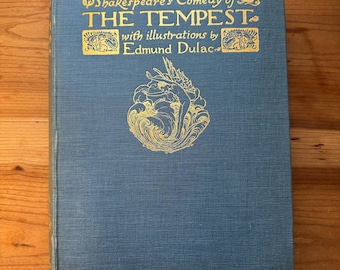 Shakespeare's Comedy of
THE TEMPEST
with illustrations by
Edmund Dulac